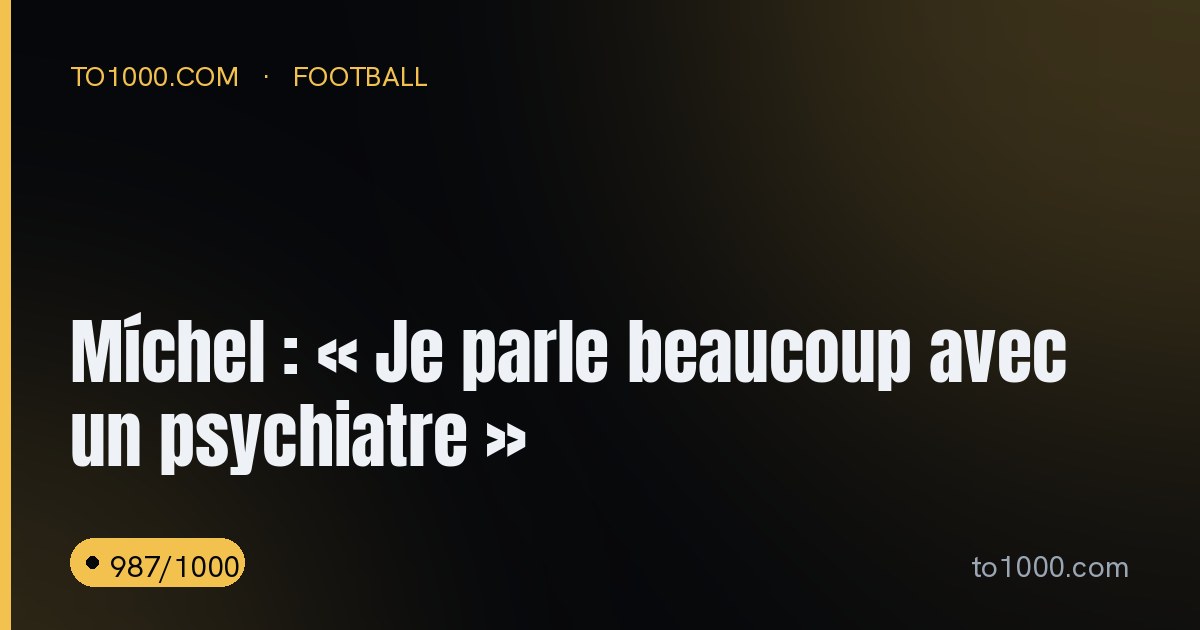 TO1000.COM · FOOTBALL
Míchel : « Je parle beaucoup avec
un psychiatre »
987/1000
to1000.com